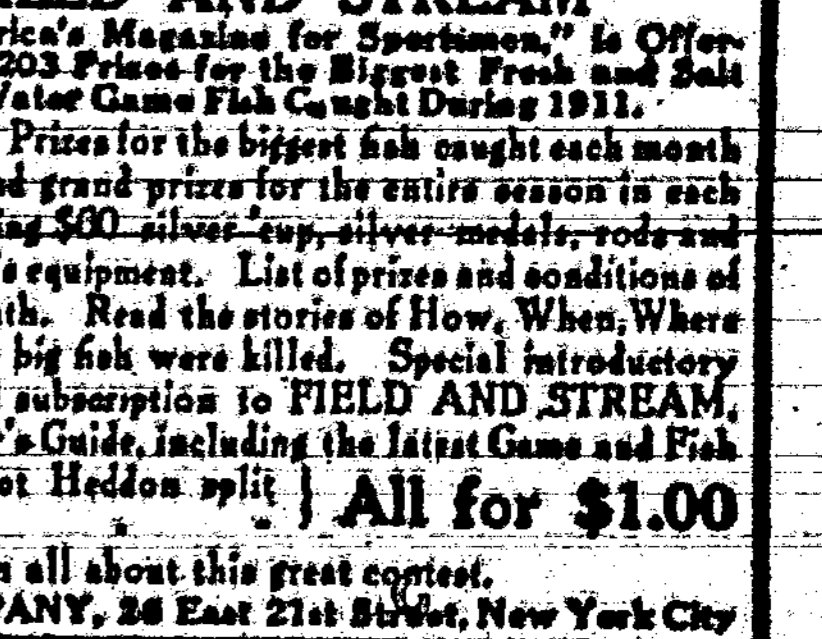 AND STREAM
rica's Magazine for Sportsmen," Is Offer-
203 Prizes for the Biggest Fresh and Salt
Water Game Fish Caught During 1911.
Prizes for the biggest fish caught each month
nd grand prizes for the entire season in each
ing $60 silver cup, silver medals, rods and
's equipment. List of prizes and conditions of
th. Read the stories of How, When, Where
big fish were killed. Special introductory
subscription to FIELD AND STREAM,
r's Guide, including the latest Game and Fish
ot Heddon split } All for $1.00
n all about this great contest.
PANY, 26 East 21st Street, New York City